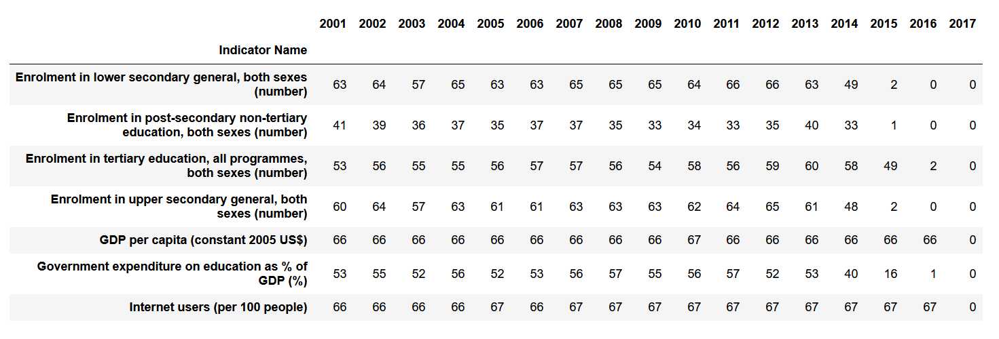 2001 2002 2003 2004 2005 2006 2007 2008 2009 2010 2011 2012 2013 2014 2015 2016 2017
Indicator Name
Enrolment in lower secondary general, both sexes
(number) 63 64 57 65 63 63 65 65 65 64 66 66 63 49 2 0 0
Enrolment in post-secondary non-tertiary
education, both sexes (number) 41 39 36 37 35 37 37 35 33 34 33 35 40 33 1 0 0
Enrolment in tertiary education, all programmes,
both sexes (number) 53 56 55 55 56 57 57 56 54 58 56 59 60 58 49 2 0
Enrolment in upper secondary general, both
sexes (number) 60 64 57 63 61 61 63 63 63 62 64 65 61 48 2 0 0
GDP per capita (constant 2005 US$) 66 66 66 66 66 66 66 66 66 67 66 66 66 66 66 66 0
Government expenditure on education as % of
GDP (%) 53 55 52 56 52 53 56 57 55 56 57 52 53 40 16 1 0
Internet users (per 100 people) 66 66 66 66 67 66 67 67 67 67 67 67 67 67 67 67 0